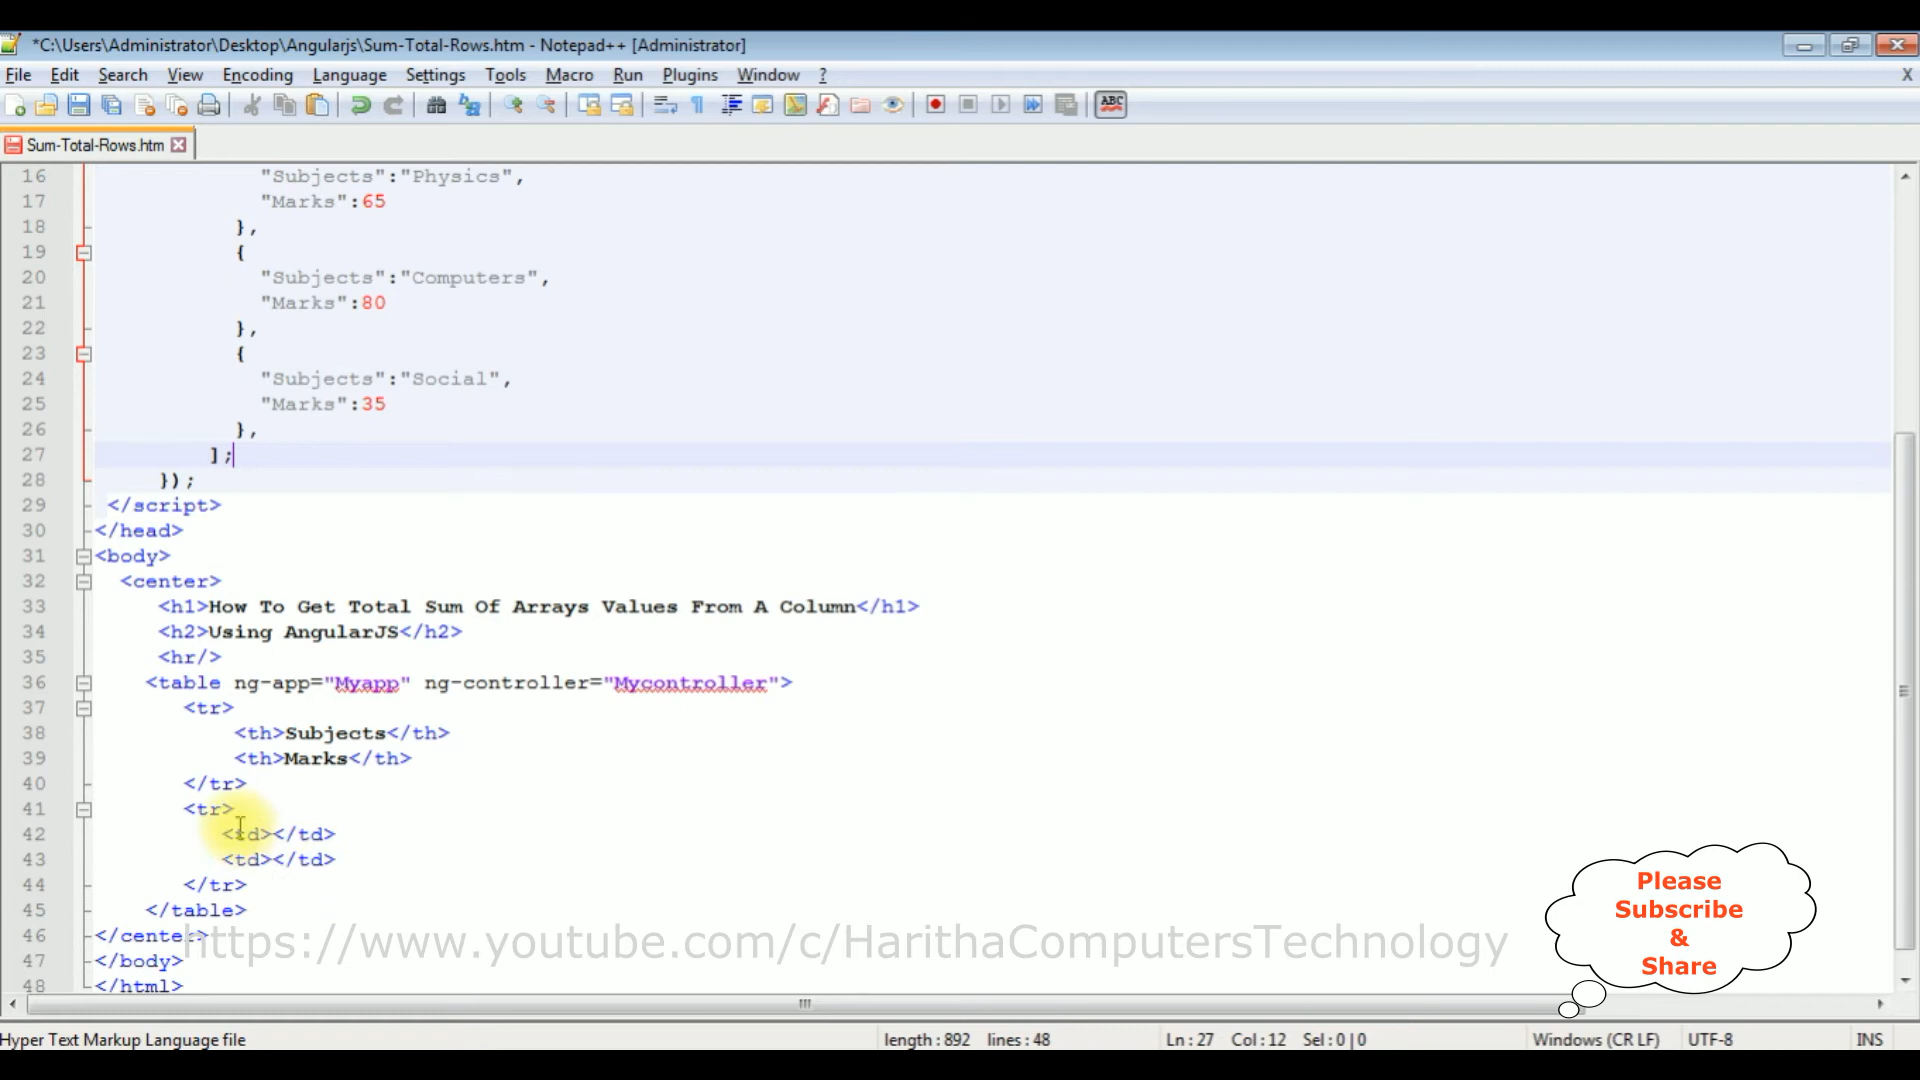 *C:\Users\Administrator\Desktop\Angularjs\Sum-Total-Rows.htm - Notepad++ [Administrator]
File Edit Search View Encoding Language Settings Tools Macro Run Plugins Window ? X
ABC
Sum-Total-Rows.htm
16 "Subjects":"Physics",
17 "Marks":65
18 },
19 {
20 "Subjects":"Computers",
21 "Marks":80
22 },
23 {
24 "Subjects":"Social",
25 "Marks":35
26 },
27 ];
28 });
29 </script>
30 </head>
31 <body>
32 <center>
33 <h1>How To Get Total Sum Of Arrays Values From A Column</h1>
34 <h2>Using AngularJS</h2>
35 <hr/>
36 <table ng-app="Myapp" ng-controller="Mycontroller">
37 <tr>
38 <th>Subjects</th>
39 <th>Marks</th>
40 </tr>
41 <tr>
42 <td></td>
43 <td></td>
44 </tr>
45 </table>
46 </center>
47 </body>
48 </html>
https://www.youtube.com/c/HarithaComputersTechnology
Please
Subscribe
&
Share
Hyper Text Markup Language file length : 892 lines : 48 Ln : 27 Col : 12 Sel : 0 | 0 Windows (CR LF) UTF-8 INS